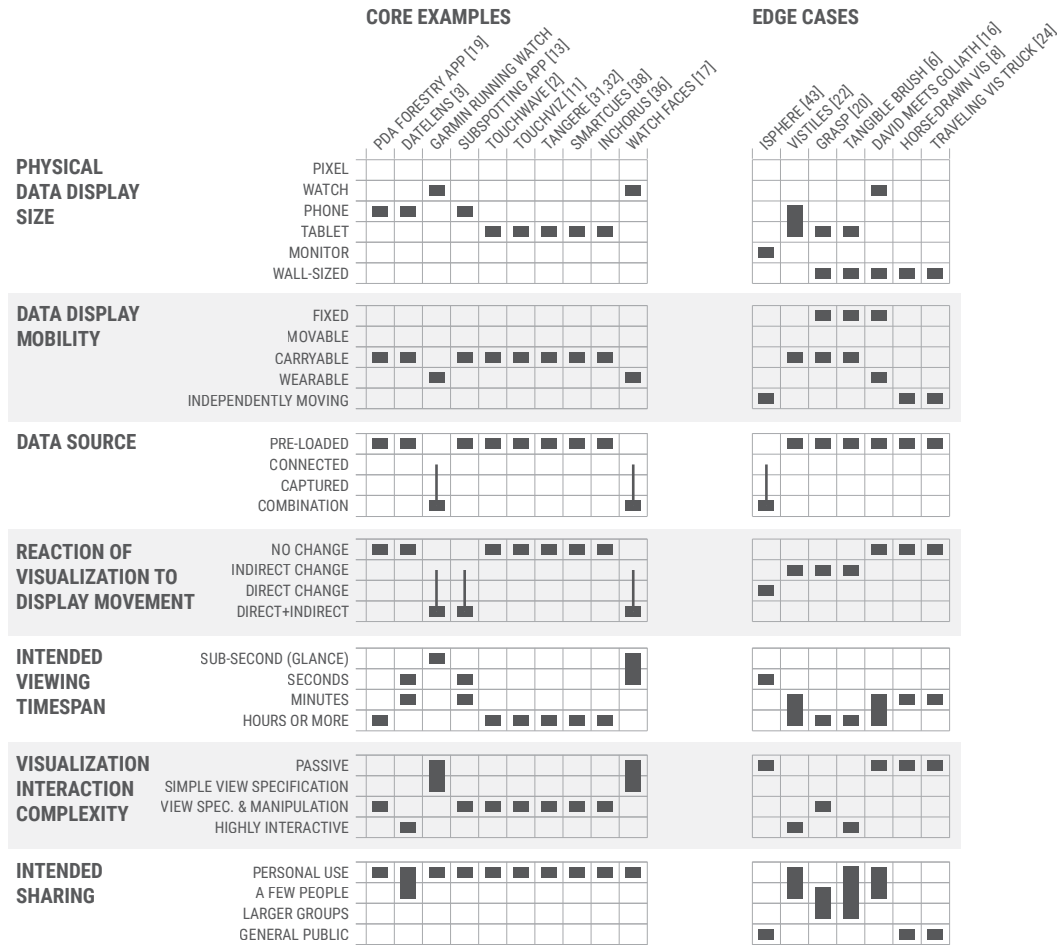 CORE EXAMPLES
EDGE CASES
PDA FORESTRY APP [19]
DATELENS [3]
GARMIN RUNNING WATCH
SUBSPOTTING APP [13]
TOUCHWAVE [2]
TOUCHVIZ [11]
TANGERE [31,32]
SMARTCUES [38]
INCHORUS [36]
WATCH FACES [17]
ISPHERE [43]
VISTILES [22]
GRASP [20]
TANGIBLE BRUSH [6]
DAVID MEETS GOLIATH [16]
HORSE-DRAWN VIS [8]
TRAVELING VIS TRUCK [24]
PHYSICAL
DATA DISPLAY
SIZE
PIXEL
WATCH
PHONE
TABLET
MONITOR
WALL-SIZED
DATA DISPLAY
MOBILITY
FIXED
MOVABLE
CARRYABLE
WEARABLE
INDEPENDENTLY MOVING
DATA SOURCE
PRE-LOADED
CONNECTED
CAPTURED
COMBINATION
REACTION OF
VISUALIZATION TO
DISPLAY MOVEMENT
NO CHANGE
INDIRECT CHANGE
DIRECT CHANGE
DIRECT+INDIRECT
INTENDED
VIEWING
TIMESPAN
SUB-SECOND (GLANCE)
SECONDS
MINUTES
HOURS OR MORE
VISUALIZATION
INTERACTION
COMPLEXITY
PASSIVE
SIMPLE VIEW SPECIFICATION
VIEW SPEC. & MANIPULATION
HIGHLY INTERACTIVE
INTENDED
SHARING
PERSONAL USE
A FEW PEOPLE
LARGER GROUPS
GENERAL PUBLIC